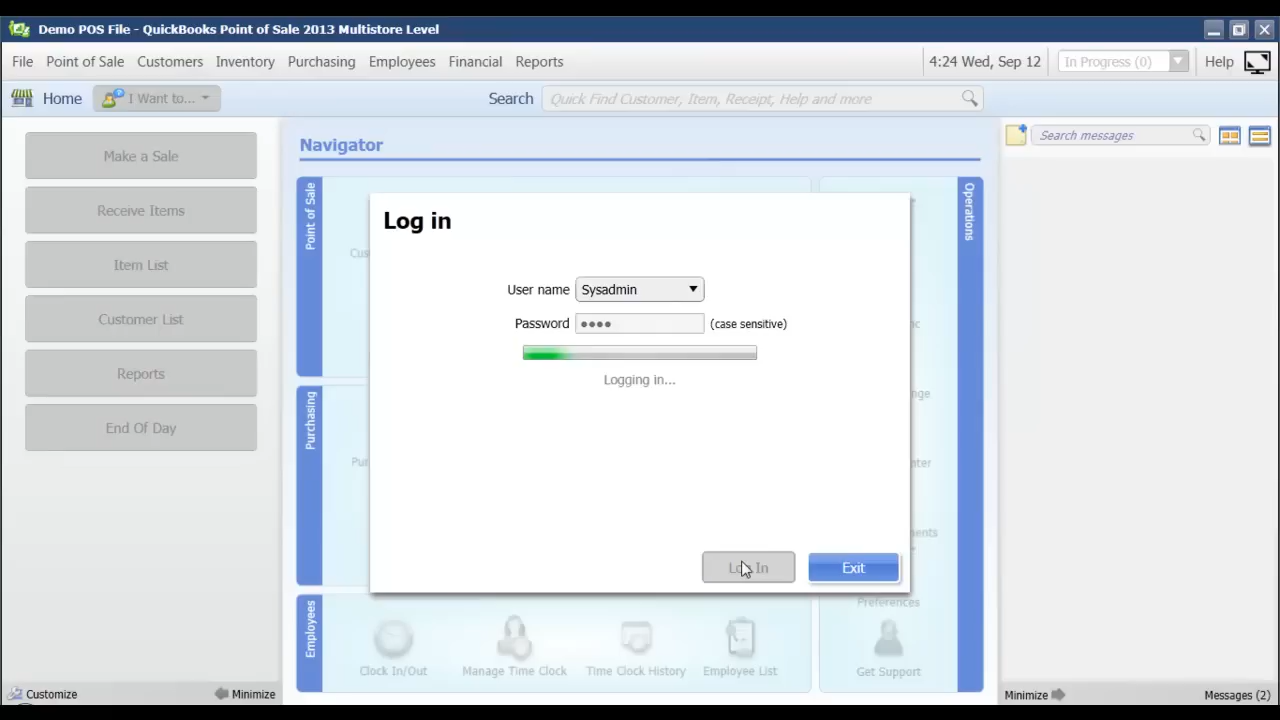 Demo POS File - QuickBooks Point of Sale 2013 Multistore Level
File Point of Sale Customers Inventory Purchasing Employees Financial Reports 4:24 Wed, Sep 12 In Progress (0) Help
Home I Want to... Search Quick Find Customer, Item, Receipt, Help and more
Search messages
Make a Sale
Receive Items
Item List
Customer List
Reports
End Of Day
Navigator
Point of Sale
Operations
Log in
User name Sysadmin
Password •••• (case sensitive)
Logging in...
Log In Exit
Purchasing
Employees
Preferences
Clock In/Out Manage Time Clock Time Clock History Employee List Get Support
Customize Minimize Minimize Messages (2)